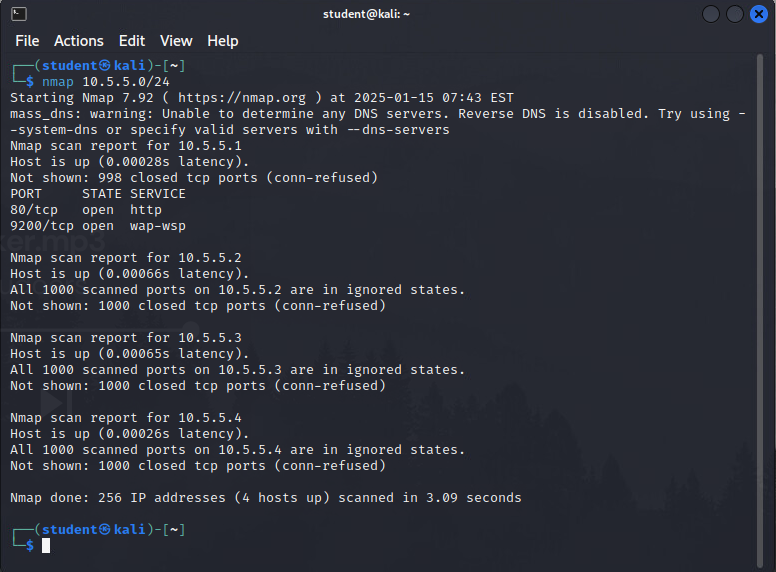 student@kali: ~
File Actions Edit View Help
┌──(student㉿kali)-[~]
└─$ nmap 10.5.5.0/24
Starting Nmap 7.92 ( https://nmap.org ) at 2025-01-15 07:43 EST
mass_dns: warning: Unable to determine any DNS servers. Reverse DNS is disabled. Try using -
-system-dns or specify valid servers with --dns-servers
Nmap scan report for 10.5.5.1
Host is up (0.00028s latency).
Not shown: 998 closed tcp ports (conn-refused)
PORT     STATE SERVICE
80/tcp   open  http
9200/tcp open  wap-wsp
ker.mp3
Nmap scan report for 10.5.5.2
Host is up (0.00066s latency).
All 1000 scanned ports on 10.5.5.2 are in ignored states.
Not shown: 1000 closed tcp ports (conn-refused)
Nmap scan report for 10.5.5.3
Host is up (0.00065s latency).
All 1000 scanned ports on 10.5.5.3 are in ignored states.
Not shown: 1000 closed tcp ports (conn-refused)
Nmap scan report for 10.5.5.4
Host is up (0.00026s latency).
All 1000 scanned ports on 10.5.5.4 are in ignored states.
Not shown: 1000 closed tcp ports (conn-refused)
Nmap done: 256 IP addresses (4 hosts up) scanned in 3.09 seconds
┌──(student㉿kali)-[~]
└─$